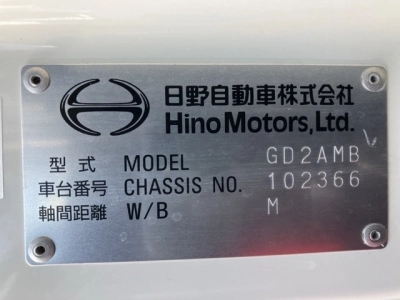 日野自動車株式会社
Hino Motors, Ltd.
型式 MODEL GD2AMB
車台番号 CHASSIS NO. 102366
軸間距離 W/B M